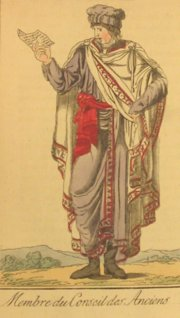 Membre du Conseil des Anciens